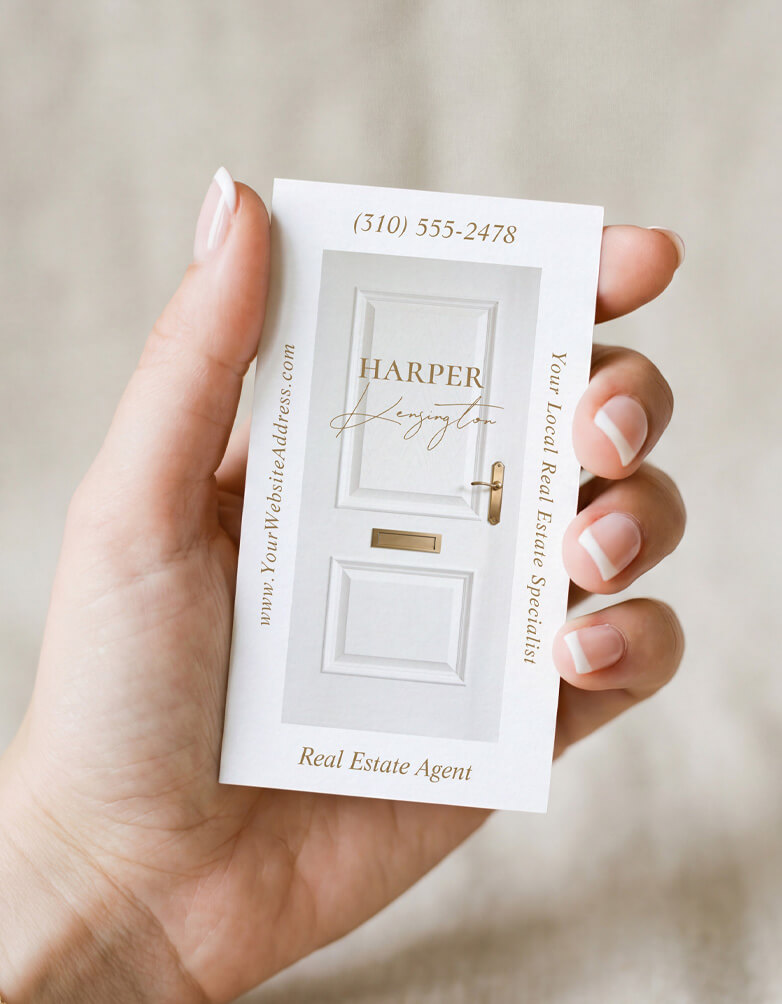 (310) 555-2478
HARPER
Kensington
www.YourWebsiteAddress.com
Your Local Real Estate Specialist
Real Estate Agent